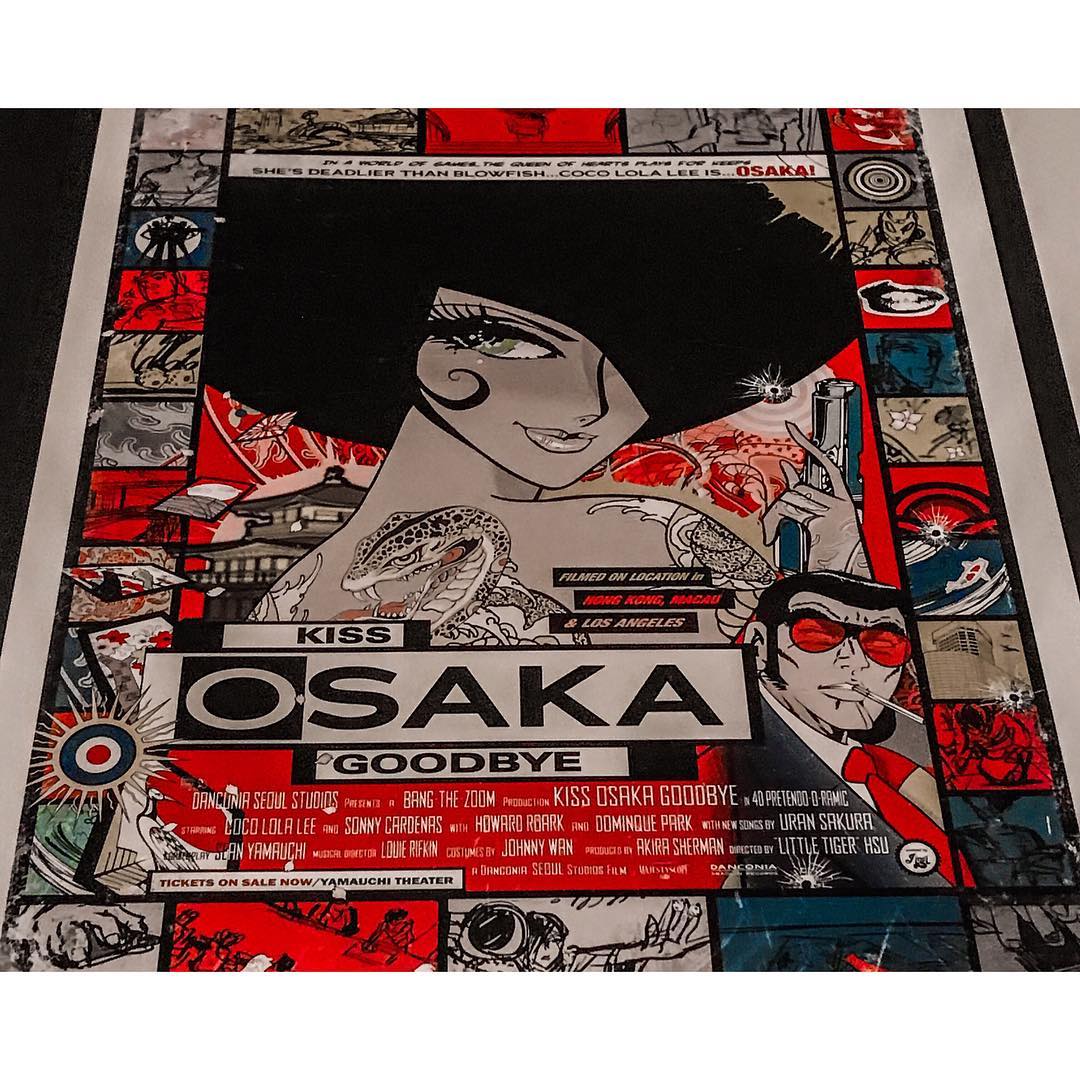 IN A WORLD OF GAMES, THE QUEEN OF HEARTS PLAYS FOR KEEPS
SHE'S DEADLIER THAN BLOWFISH...COCO LOLA LEE IS...OSAKA!
FILMED ON LOCATION in
HONG KONG, MACAU
& LOS ANGELES
KISS
OSAKA
GOODBYE
DANCONIA SEOUL STUDIOS PRESENTS A BANG-THE ZOOM PRODUCTION KISS OSAKA GOODBYE IN 4D PRETENDO-O-RAMIC
STARRING COCO LOLA LEE AND SONNY CARDENAS WITH HOWARD ROARK AND DOMINQUE PARK WITH NEW SONGS BY URAN SAKURA
YAMAUCHI MUSICAL DIRECTOR LOUIE RIFKIN COSTUMES BY JOHNNY WAN PRODUCED BY AKIRA SHERMAN DIRECTED BY 'LITTLE TIGER' HSU
A DANCONIA SEOUL STUDIOS FILM DANCONIA
TICKETS ON SALE NOW/YAMAUCHI THEATER